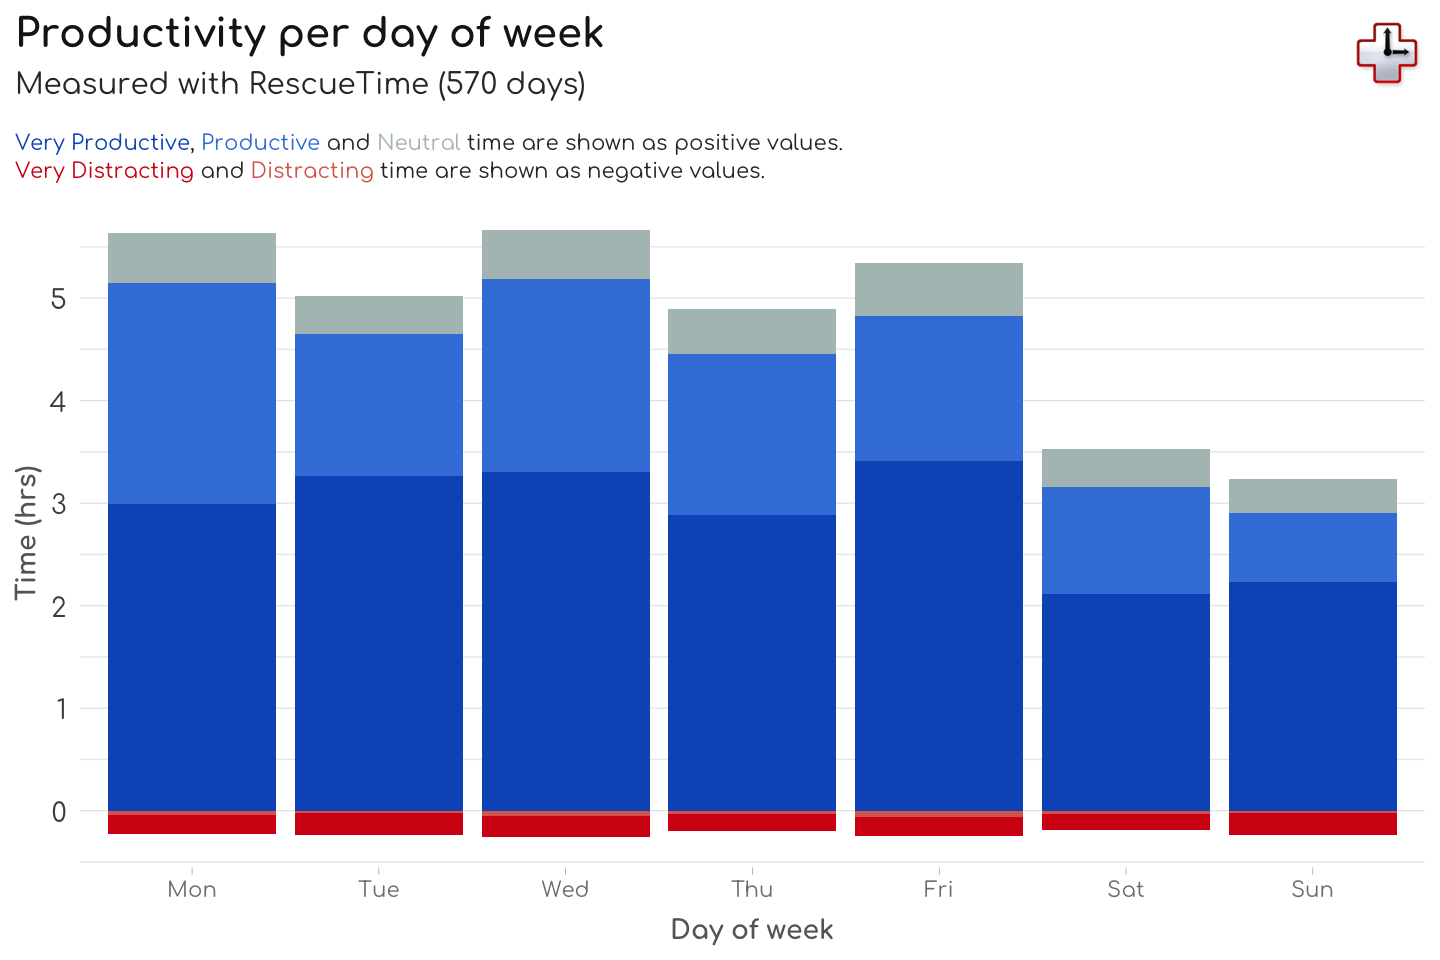 Productivity per day of week
Measured with RescueTime (570 days)
Very Productive, Productive and Neutral time are shown as positive values.
Very Distracting and Distracting time are shown as negative values.
Time (hrs)
5
4
3
2
1
0
Mon Tue Wed Thu Fri Sat Sun
Day of week